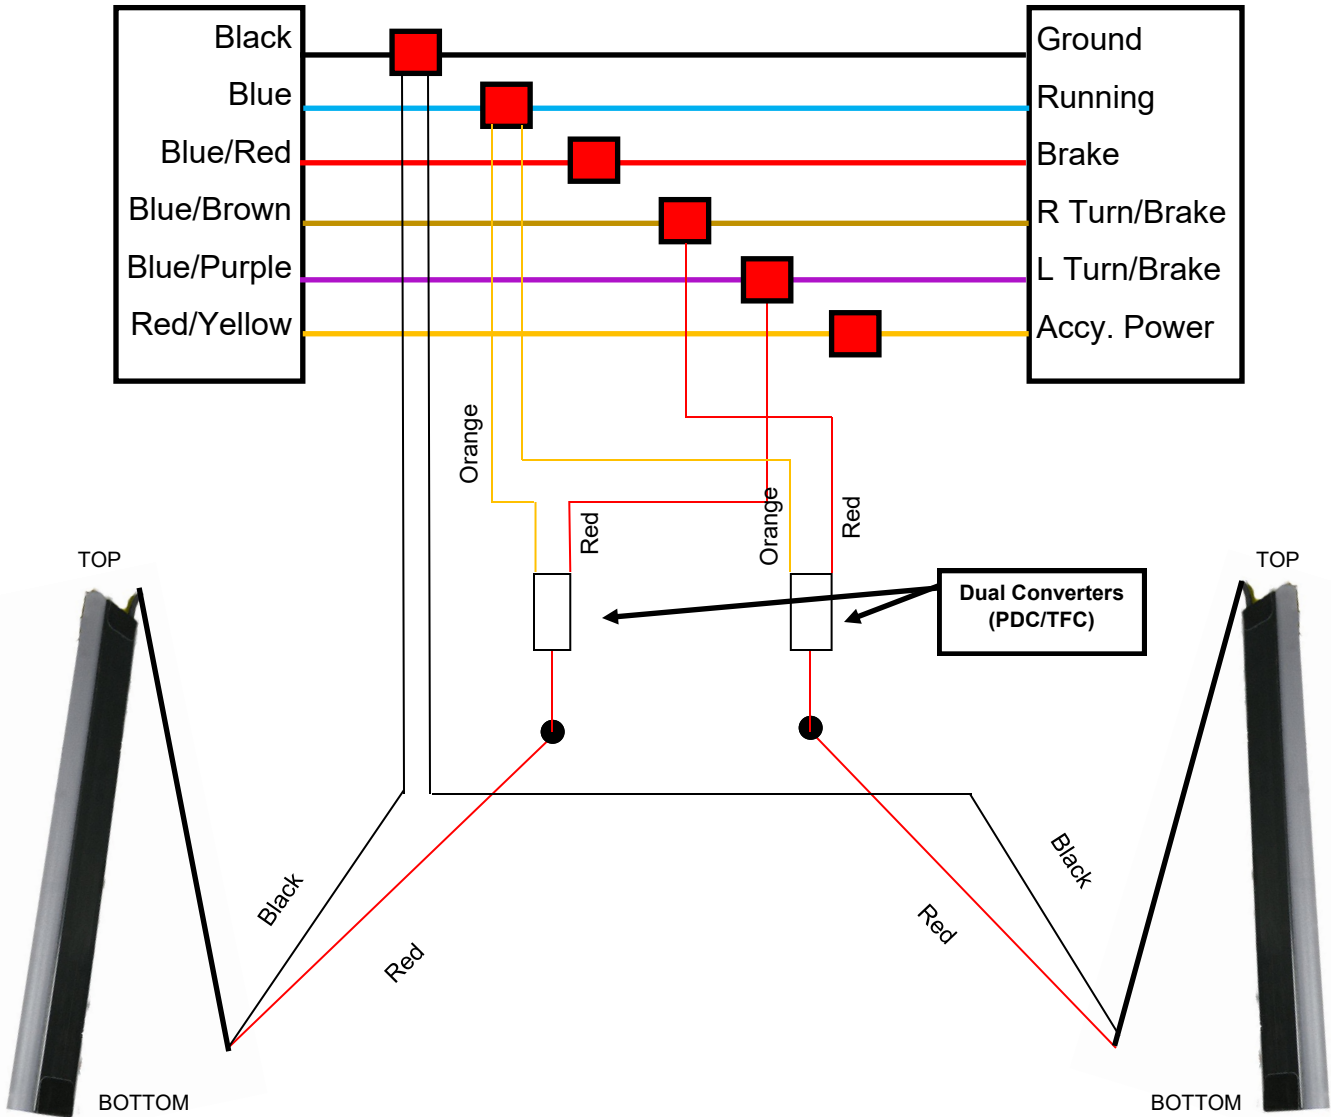 Black
Blue
Blue/Red
Blue/Brown
Blue/Purple
Red/Yellow
Ground
Running
Brake
R Turn/Brake
L Turn/Brake
Accy. Power
Orange
Red
Orange
Red
TOP
TOP
Dual Converters
(PDC/TFC)
Black
Red
Red
Black
BOTTOM
BOTTOM